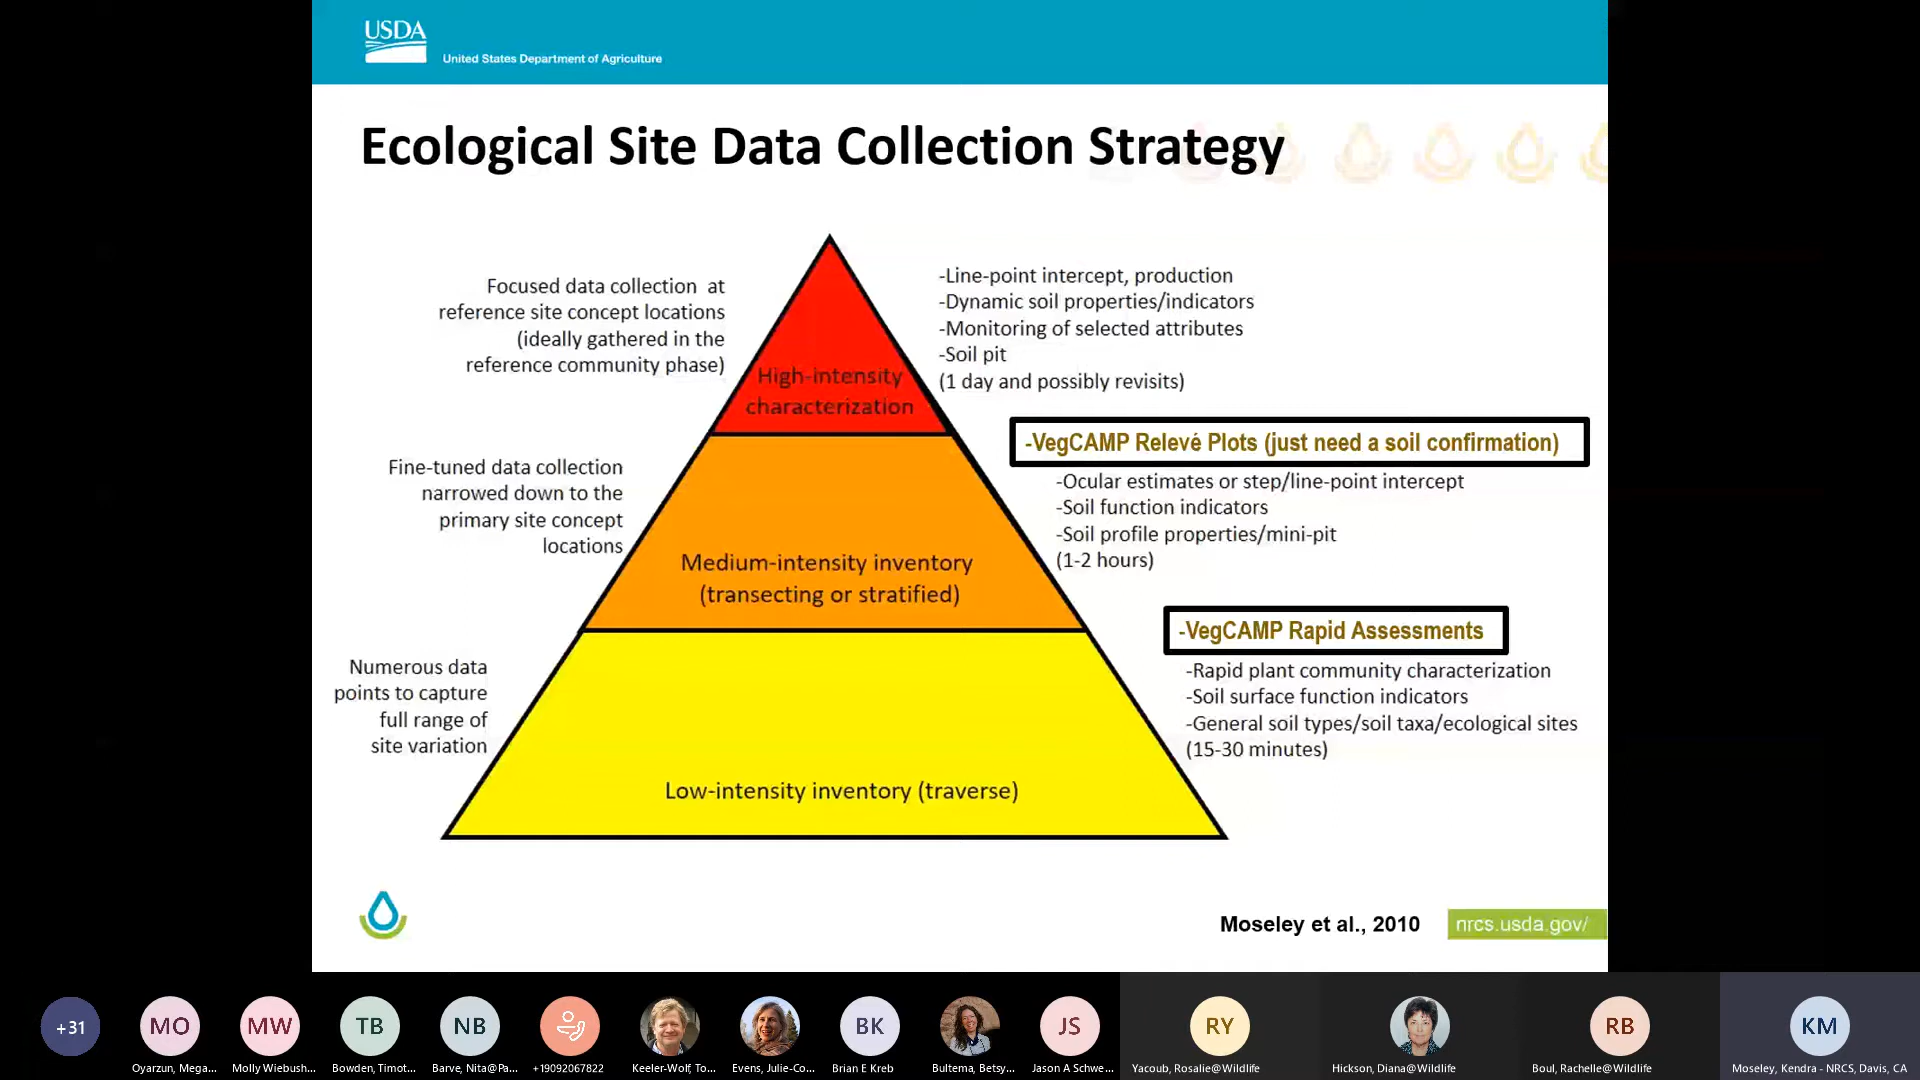 USDA
United States Department of Agriculture
Ecological Site Data Collection Strategy
Focused data collection at
reference site concept locations
(ideally gathered in the
reference community phase)
High-intensity
characterization
-Line-point intercept, production
-Dynamic soil properties/indicators
-Monitoring of selected attributes
-Soil pit
(1 day and possibly revisits)
Fine-tuned data collection
narrowed down to the
primary site concept
locations
Medium-intensity inventory
(transecting or stratified)
-VegCAMP Relevé Plots (just need a soil confirmation)
-Ocular estimates or step/line-point intercept
-Soil function indicators
-Soil profile properties/mini-pit
(1-2 hours)
Numerous data
points to capture
full range of
site variation
Low-intensity inventory (traverse)
-VegCAMP Rapid Assessments
-Rapid plant community characterization
-Soil surface function indicators
-General soil types/soil taxa/ecological sites
(15-30 minutes)
Moseley et al., 2010
nrcs.usda.gov/
+31
MO
MW
TB
NB
BK
JS
RY
RB
KM
Oyarzun, Mega...
Molly Wiebush...
Bowden, Timot...
Barve, Nita@Pa...
+19092067822
Keeler-Wolf, To...
Evens, Julie-Co...
Brian E Kreb
Bultema, Betsy...
Jason A Schwe...
Yacoub, Rosalie@Wildlife
Hickson, Diana@Wildlife
Boul, Rachelle@Wildlife
Moseley, Kendra - NRCS, Davis, CA